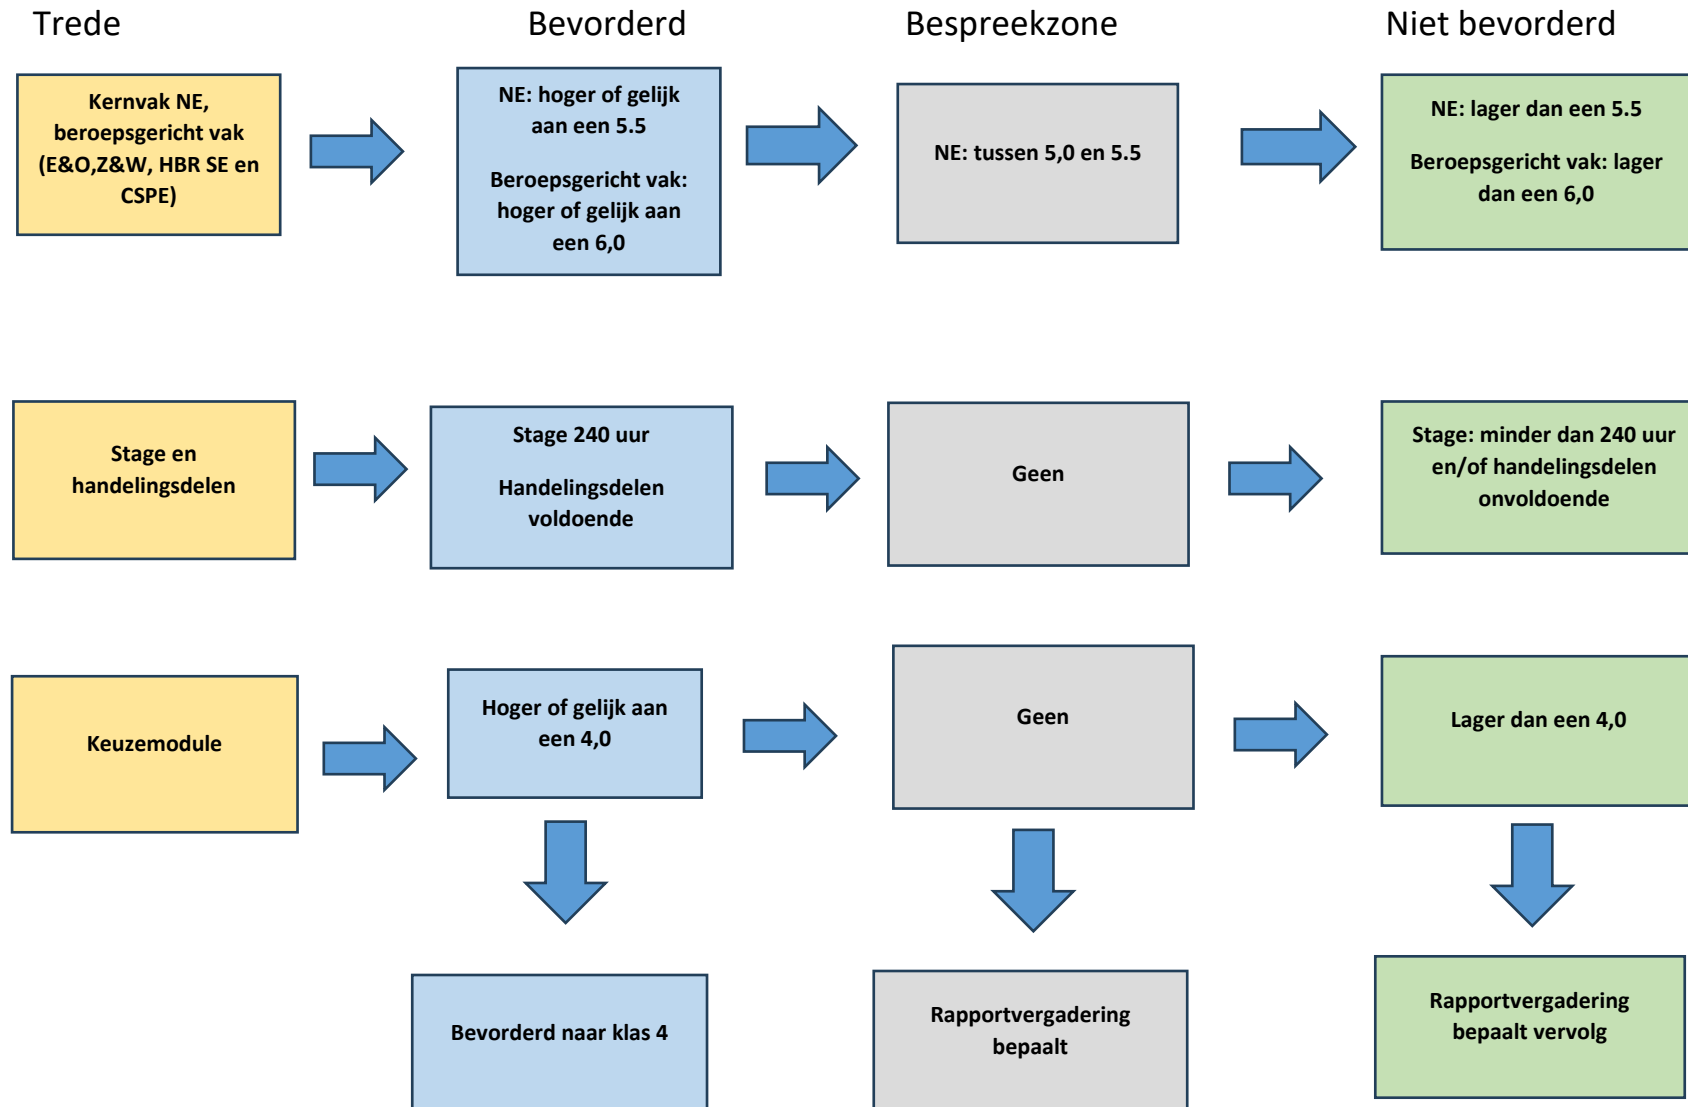 Trede
Bevorderd
Bespreekzone
Niet bevorderd
Kernvak NE,
beroepsgericht vak
(E&O,Z&W, HBR SE en
CSPE)
NE: hoger of gelijk
aan een 5.5
Beroepsgericht vak:
hoger of gelijk aan
een 6,0
NE: tussen 5,0 en 5.5
NE: lager dan een 5.5
Beroepsgericht vak: lager
dan een 6,0
Stage en
handelingsdelen
Stage 240 uur
Handelingsdelen
voldoende
Geen
Stage: minder dan 240 uur
en/of handelingsdelen
onvoldoende
Keuzemodule
Hoger of gelijk aan
een 4,0
Geen
Lager dan een 4,0
Bevorderd naar klas 4
Rapportvergadering
bepaalt
Rapportvergadering
bepaalt vervolg